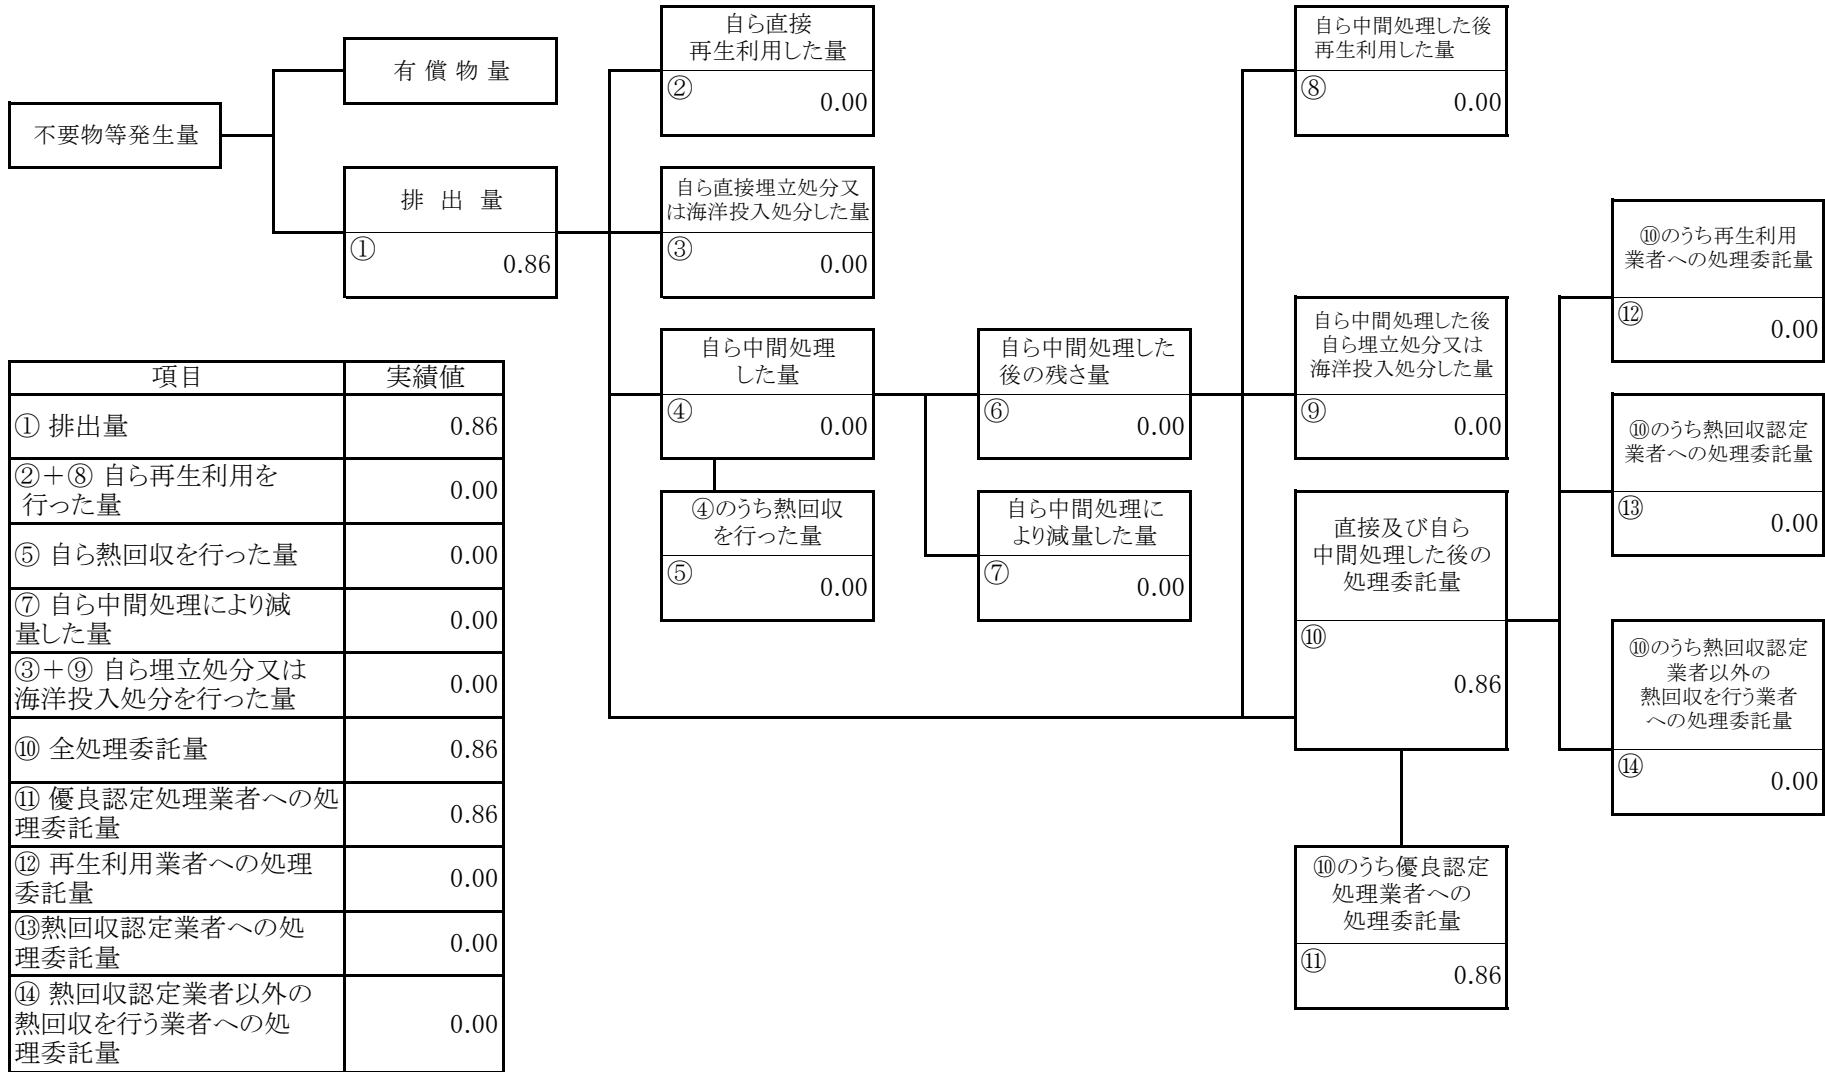 不要物等発生量
有 償 物 量
排 出 量
①
0.86
自ら直接
再生利用した量
②
0.00
自ら直接埋立処分又
は海洋投入処分した量
③
0.00
自ら中間処理
した量
④
0.00
④のうち熱回収
を行った量
⑤
0.00
自ら中間処理した
後の残さ量
⑥
0.00
自ら中間処理に
より減量した量
⑦
0.00
自ら中間処理した後
再生利用した量
⑧
0.00
自ら中間処理した後
自ら埋立処分又は
海洋投入処分した量
⑨
0.00
直接及び自ら
中間処理した後の
処理委託量
⑩
0.86
⑩のうち優良認定
処理業者への
処理委託量
⑪
0.86
⑩のうち再生利用
業者への処理委託量
⑫
0.00
⑩のうち熱回収認定
業者への処理委託量
⑬
0.00
⑩のうち熱回収認定
業者以外の
熱回収を行う業者
への処理委託量
⑭
0.00
項目 実績値
① 排出量 0.86
②＋⑧ 自ら再生利用を
行った量 0.00
⑤ 自ら熱回収を行った量 0.00
⑦ 自ら中間処理により減
量した量 0.00
③＋⑨ 自ら埋立処分又は
海洋投入処分を行った量 0.00
⑩ 全処理委託量 0.86
⑪ 優良認定処理業者への処
理委託量 0.86
⑫ 再生利用業者への処理
委託量 0.00
⑬熱回収認定業者への処
理委託量 0.00
⑭ 熱回収認定業者以外の
熱回収を行う業者への処
理委託量 0.00